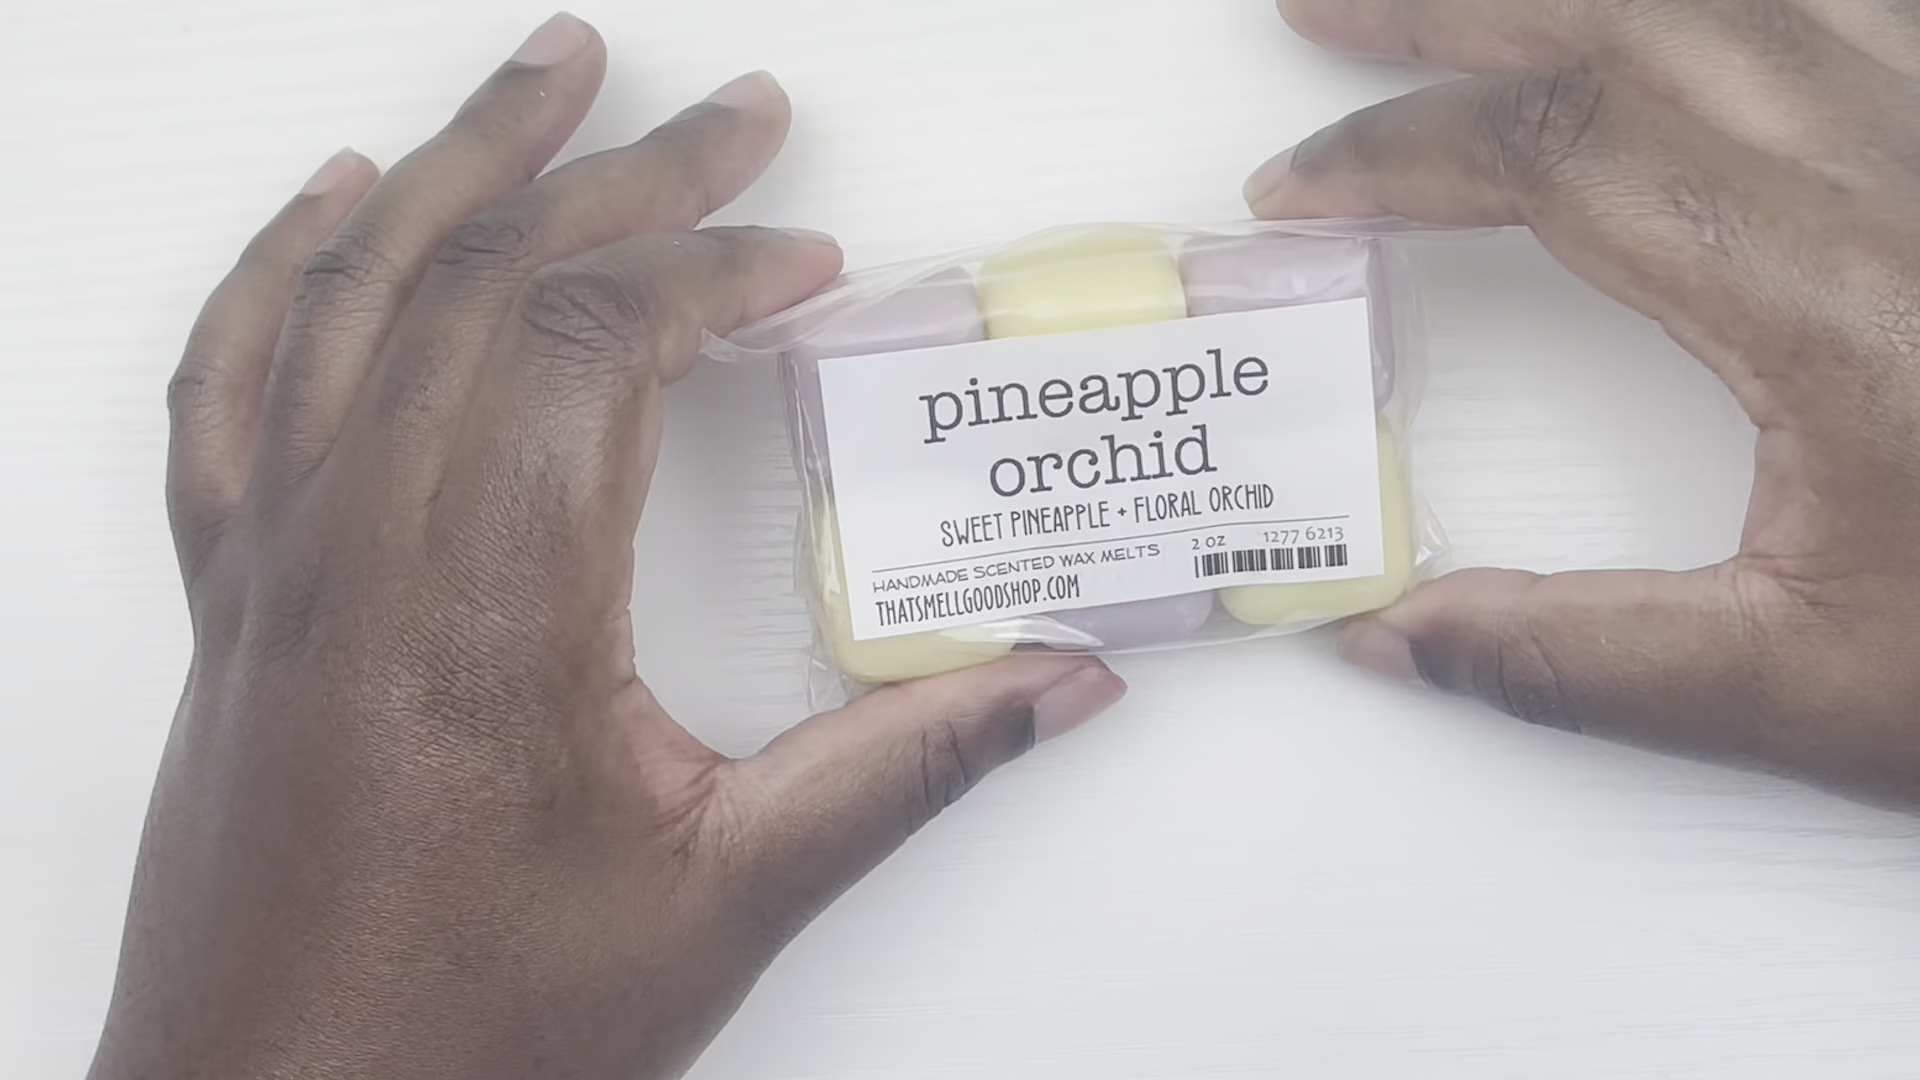 pineapple
orchid
SWEET PINEAPPLE + FLORAL ORCHID
HANDMADE SCENTED WAX MELTS
THATSMELLGOODSHOP.COM
2 OZ 1277 6213